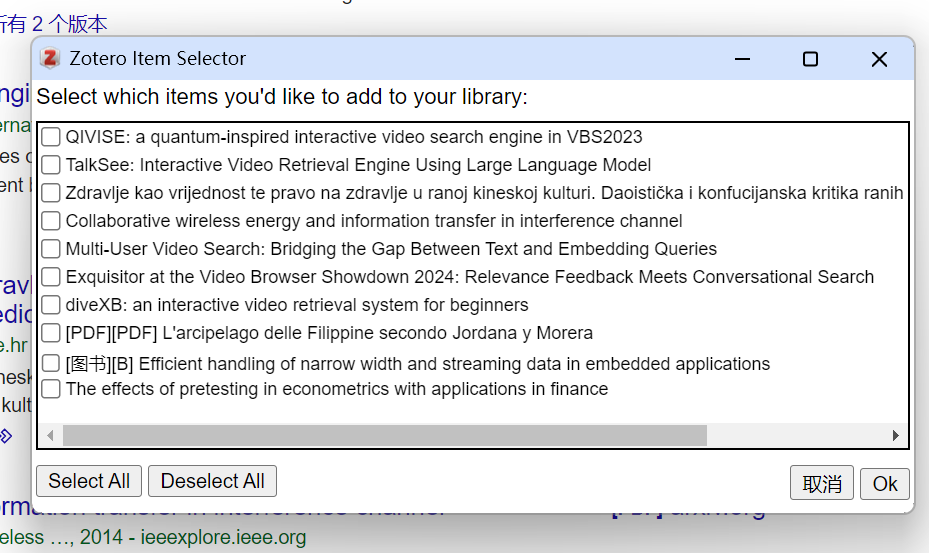 所有 2 个版本
Zotero Item Selector
Select which items you'd like to add to your library:
QIVISE: a quantum-inspired interactive video search engine in VBS2023
TalkSee: Interactive Video Retrieval Engine Using Large Language Model
Zdravlje kao vrijednost te pravo na zdravlje u ranoj kineskoj kulturi. Daoistička i konfucijanska kritika ranih
Collaborative wireless energy and information transfer in interference channel
Multi-User Video Search: Bridging the Gap Between Text and Embedding Queries
Exquisitor at the Video Browser Showdown 2024: Relevance Feedback Meets Conversational Search
diveXB: an interactive video retrieval system for beginners
[PDF][PDF] L'arcipelago delle Filippine secondo Jordana y Morera
[图书][B] Efficient handling of narrow width and streaming data in embedded applications
The effects of pretesting in econometrics with applications in finance
Select All
Deselect All
取消
Ok
eless …, 2014 - ieeexplore.ieee.org